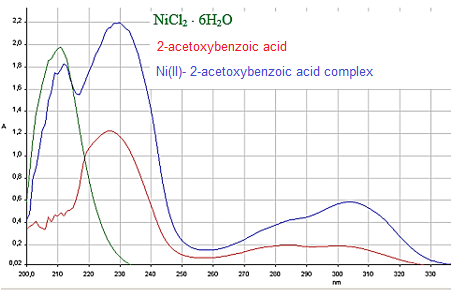 NiCl₂ · 6H₂O
2-acetoxybenzoic acid
Ni(II)- 2-acetoxybenzoic acid complex
2,2
2,0
1,8
1,6
1,4
1,2
A
1,0
0,8
0,6
0,4
0,2
0,02
200,0 210 220 230 240 250 260 270 280 290 300 310 320 330
nm